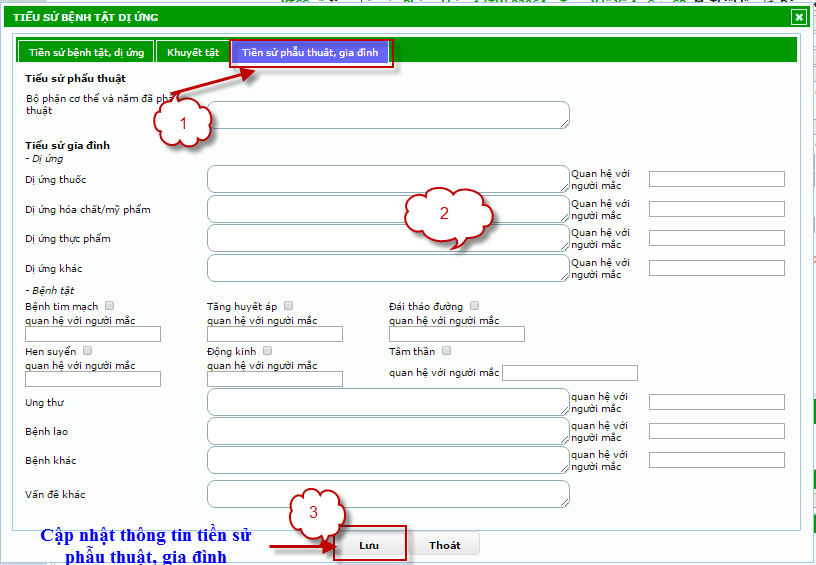 TIỂU SỬ BỆNH TẬT DỊ ỨNG
Tiền sử bệnh tật, dị ứng Khuyết tật Tiền sử phẫu thuât, gia đình
Tiểu sử phẩu thuật
Bộ phận cơ thể và năm đã phẩ
thuật
1
Tiểu sử gia đình
- Dị ứng
Dị ứng thuốc Quan hệ với
người mắc
Dị ứng hóa chất/mỹ phẩm 2 Quan hệ với
người mắc
Dị ứng thực phẩm Quan hệ với
người mắc
Dị ứng khác Quan hệ với
người mắc
- Bệnh tật
Bệnh tim mạch Tăng huyết áp Đái tháo đường
quan hệ với người mắc quan hệ với người mắc quan hệ với người mắc
Hen suyển Động kinh Tâm thần
quan hệ với người mắc quan hệ với người mắc quan hệ với người mắc
Ung thư quan hệ với
người mắc
Bệnh lao quan hệ với
người mắc
Bệnh khác quan hệ với
người mắc
Vấn đề khác
3
Cập nhật thông tin tiền sử
phẫu thuật, gia đình
Lưu Thoát